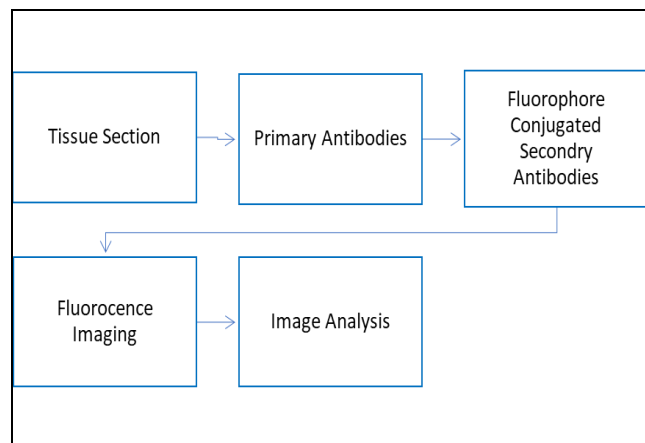 Tissue Section
Primary Antibodies
Fluorophore
Conjugated
Secondry
Antibodies
Fluorocence
Imaging
Image Analysis